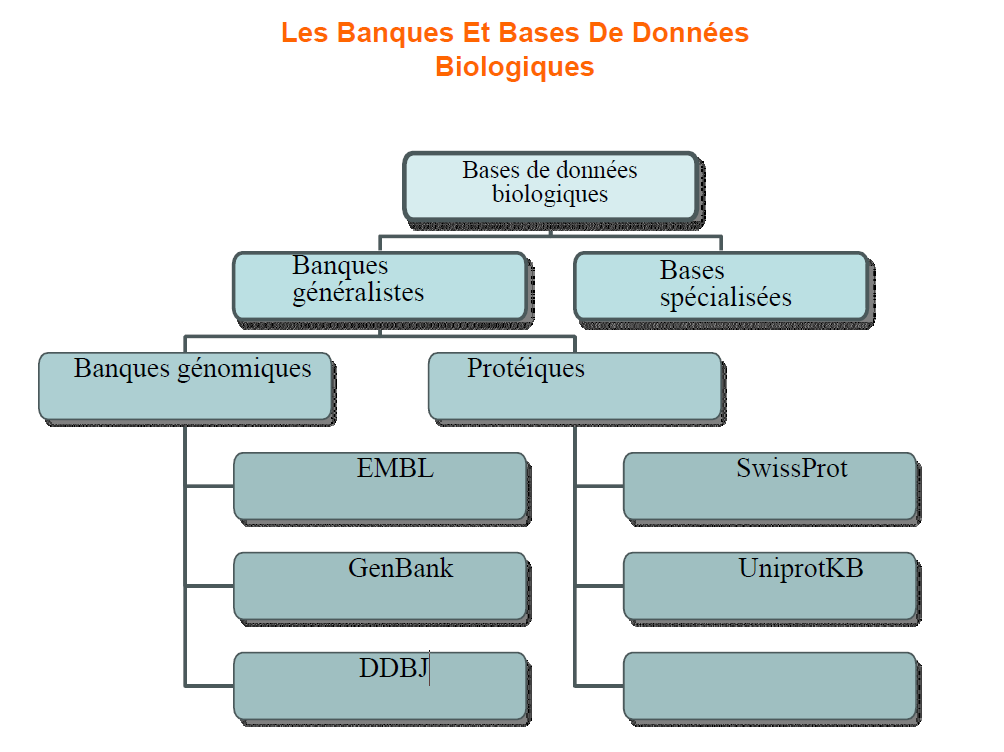 Les Banques Et Bases De Données
Biologiques
Bases de données
biologiques
Banques
généralistes
Bases
spécialisées
Banques génomiques
Protéiques
EMBL
SwissProt
GenBank
UniprotKB
DDBJ